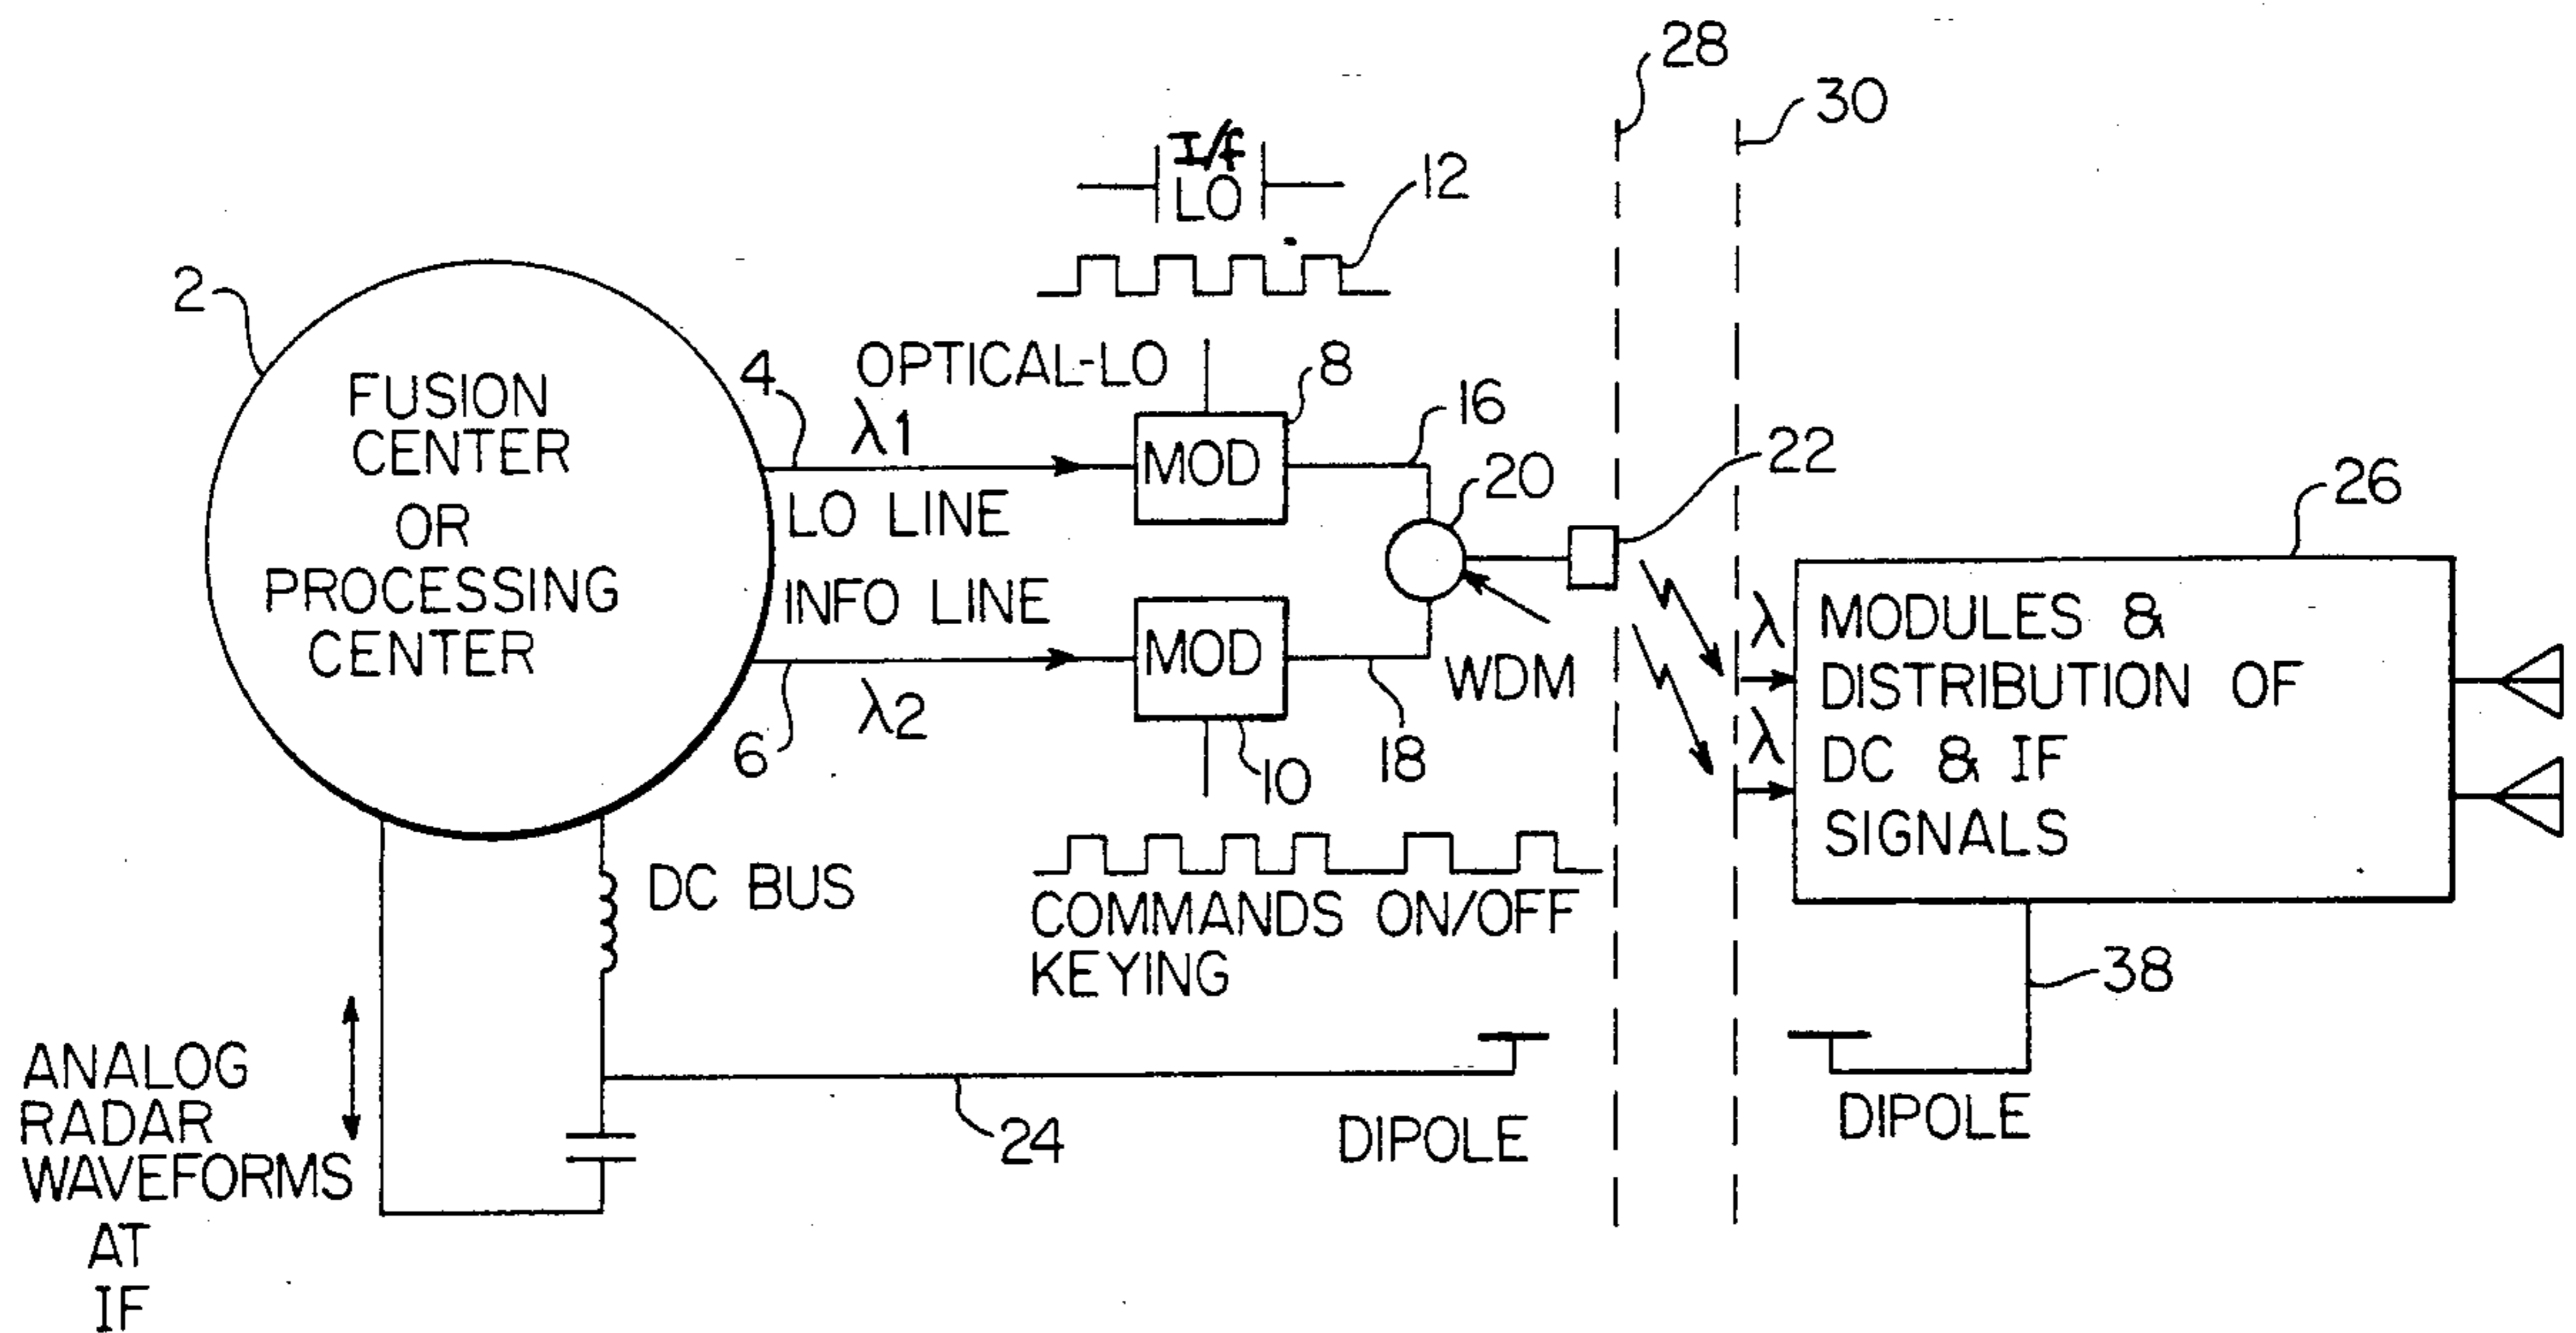 28
30
I/f
LO
12
2
OPTICAL-LO
4
λ1
8
16
FUSION
CENTER
OR
PROCESSING
CENTER
MOD
20
22
26
LO LINE
INFO LINE
MOD
WDM
6
λ2
10
18
λ
λ
MODULES &
DISTRIBUTION OF
DC & IF
SIGNALS
DC BUS
COMMANDS ON/OFF
KEYING
38
ANALOG
RADAR
WAVEFORMS
AT
IF
24
DIPOLE
DIPOLE